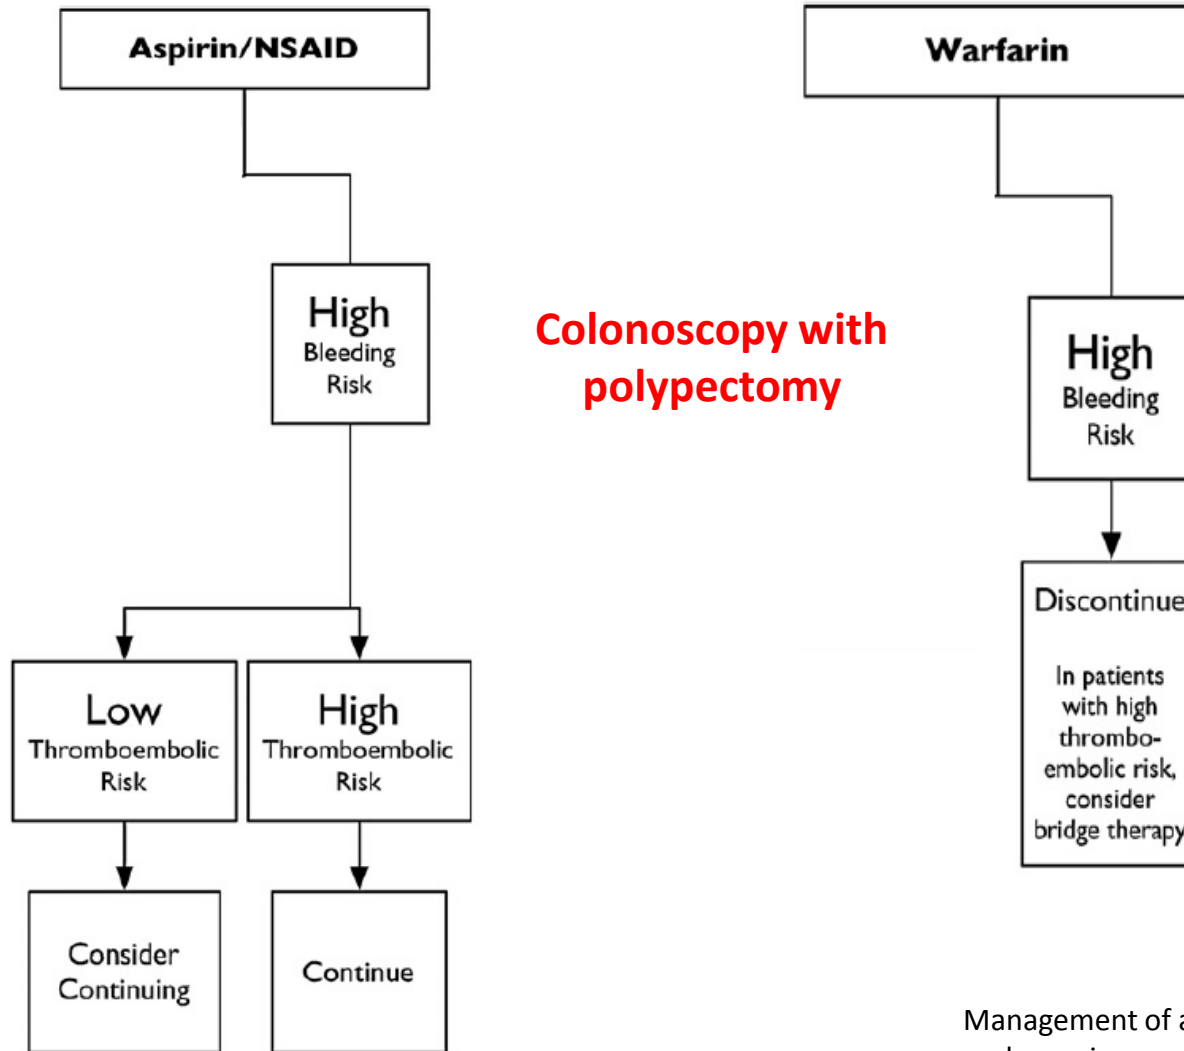 Aspirin/NSAID
High
Bleeding
Risk
Low
Thromboembolic
Risk
High
Thromboembolic
Risk
Consider
Continuing
Continue
Colonoscopy with
polypectomy
Warfarin
High
Bleeding
Risk
Discontinue
In patients
with high
thrombo-
embolic risk,
consider
bridge therapy
Management of a